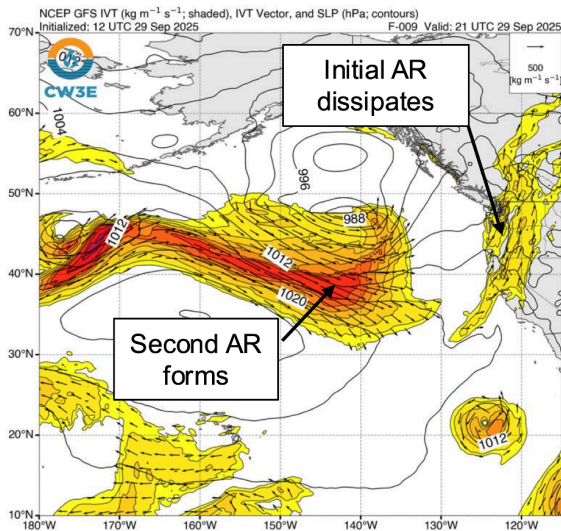 NCEP GFS IVT (kg m⁻¹ s⁻¹; shaded), IVT Vector, and SLP (hPa; contours)
Initialized: 12 UTC 29 Sep 2025 F-009 Valid: 21 UTC 29 Sep 2025
70°N
60°N
50°N
40°N
30°N
20°N
10°N
CW3E
500
[kg m⁻¹ s⁻¹]
Initial AR
dissipates
1004
996
988
1012
1012
1020
Second AR
forms
1012
180°W
170°W
160°W
150°W
140°W
130°W
120°W